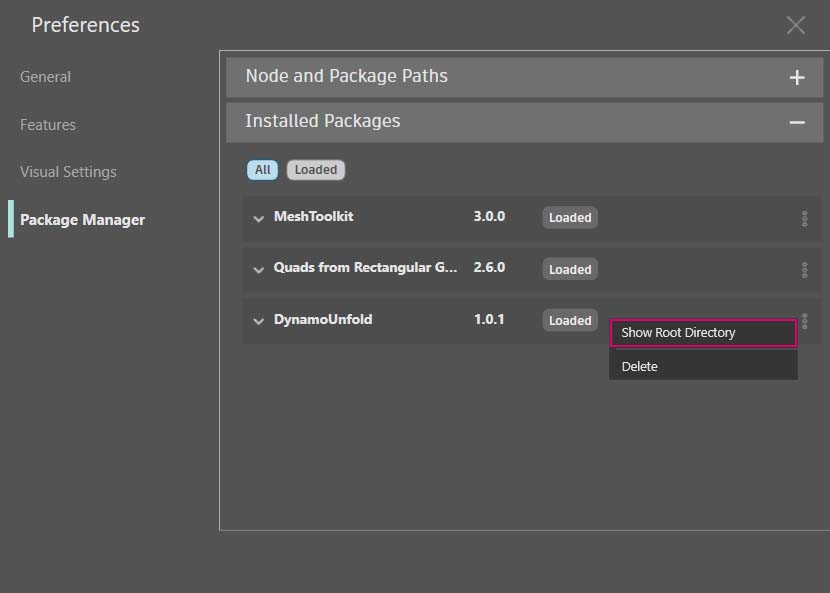 Preferences
General
Features
Visual Settings
Package Manager
Node and Package Paths
Installed Packages
All Loaded
MeshToolkit 3.0.0 Loaded
Quads from Rectangular G... 2.6.0 Loaded
DynamoUnfold 1.0.1 Loaded
Show Root Directory
Delete